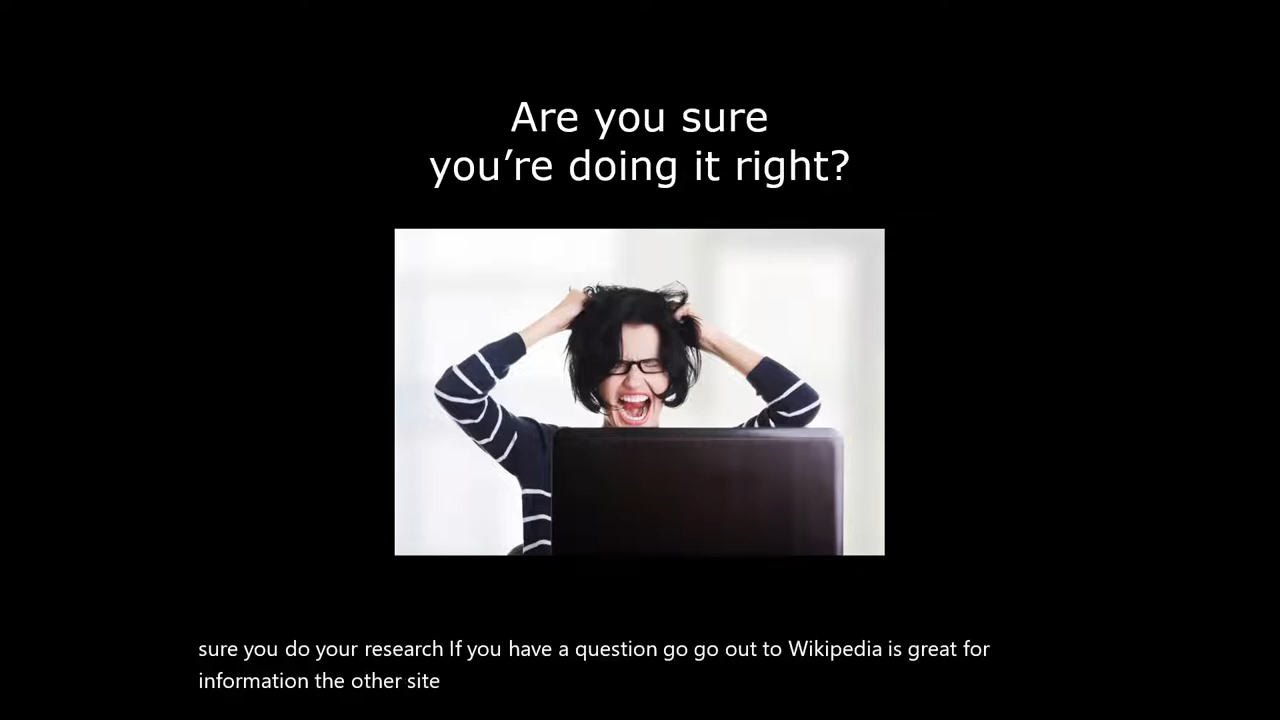 Are you sure
you’re doing it right?
sure you do your research If you have a question go go out to Wikipedia is great for
information the other site